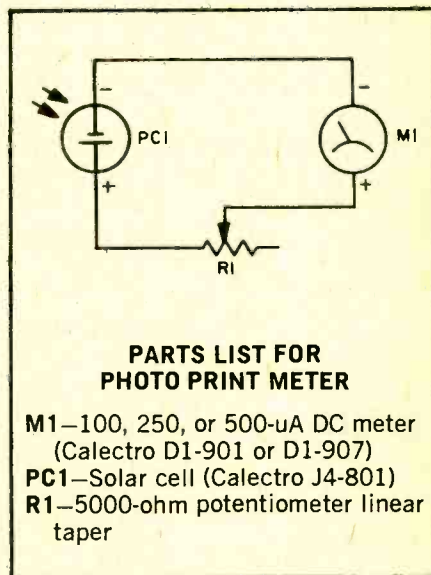 −
−
PC1
M1
+
+
R1
PARTS LIST FOR
PHOTO PRINT METER
M1—100, 250, or 500-uA DC meter
(Calectro D1-901 or D1-907)
PC1—Solar cell (Calectro J4-801)
R1—5000-ohm potentiometer linear
taper